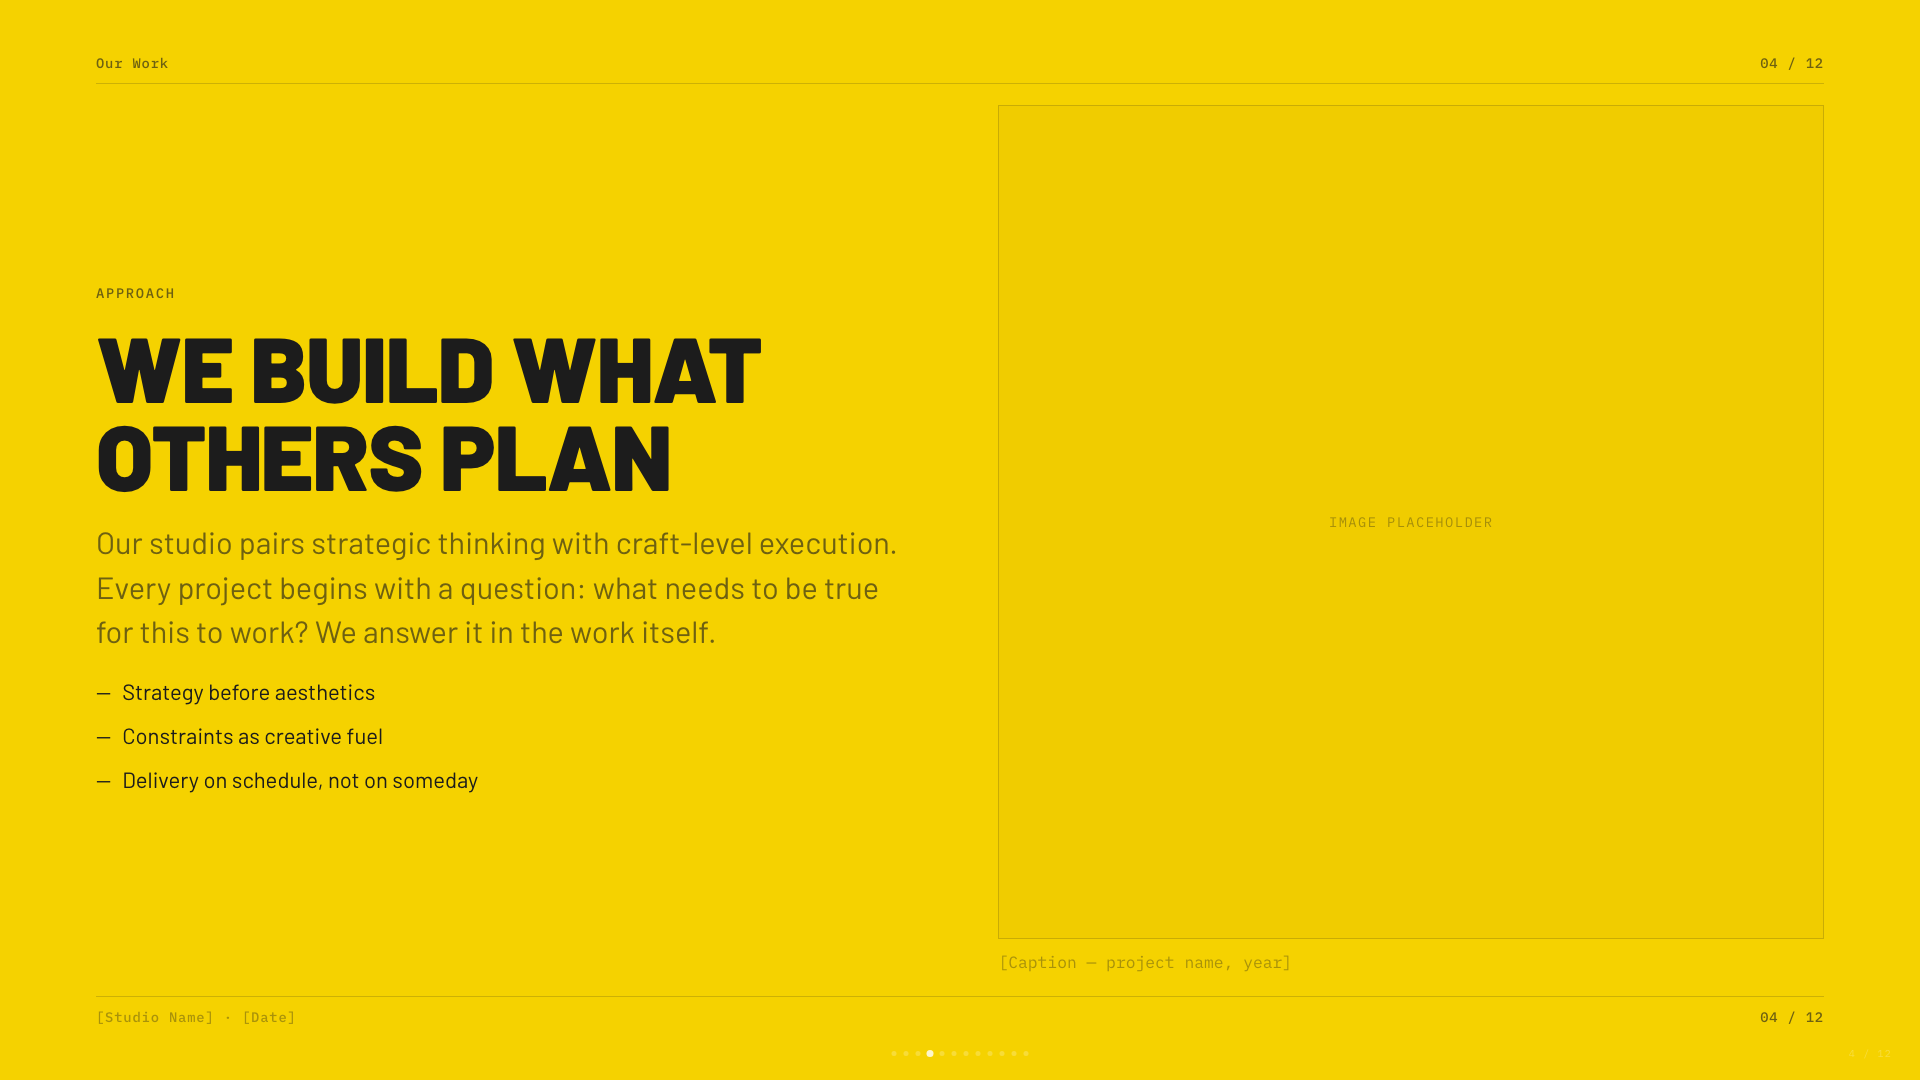 Our Work
04 / 12
APPROACH
WE BUILD WHAT
OTHERS PLAN
Our studio pairs strategic thinking with craft-level execution.
Every project begins with a question: what needs to be true
for this to work? We answer it in the work itself.
— Strategy before aesthetics
— Constraints as creative fuel
— Delivery on schedule, not on someday
IMAGE PLACEHOLDER
[Caption — project name, year]
[Studio Name] · [Date]
04 / 12
4 / 12